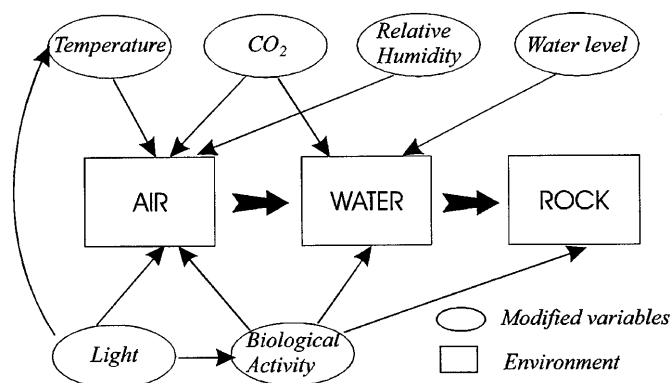 Temperature
CO₂
Relative
Humidity
Water level
AIR
WATER
ROCK
Light
Biological
Activity
Modified variables
Environment